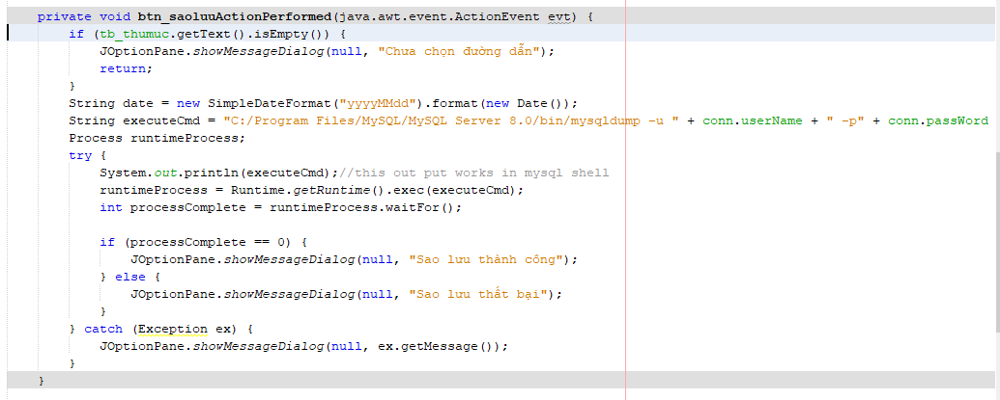 private void btn_saoluuActionPerformed(java.awt.event.ActionEvent evt) {
if (tb_thumuc.getText().isEmpty()) {
JOptionPane.showMessageDialog(null, "Chưa chọn đường dẫn");
return;
}
String date = new SimpleDateFormat("yyyyMMdd").format(new Date());
String executeCmd = "C:/Program Files/MySQL/MySQL Server 8.0/bin/mysqldump -u " + conn.userName + " -p" + conn.passWord
Process runtimeProcess;
try {
System.out.println(executeCmd);//this out put works in mysql shell
runtimeProcess = Runtime.getRuntime().exec(executeCmd);
int processComplete = runtimeProcess.waitFor();
if (processComplete == 0) {
JOptionPane.showMessageDialog(null, "Sao lưu thành công");
} else {
JOptionPane.showMessageDialog(null, "Sao lưu thất bại");
}
} catch (Exception ex) {
JOptionPane.showMessageDialog(null, ex.getMessage());
}
}